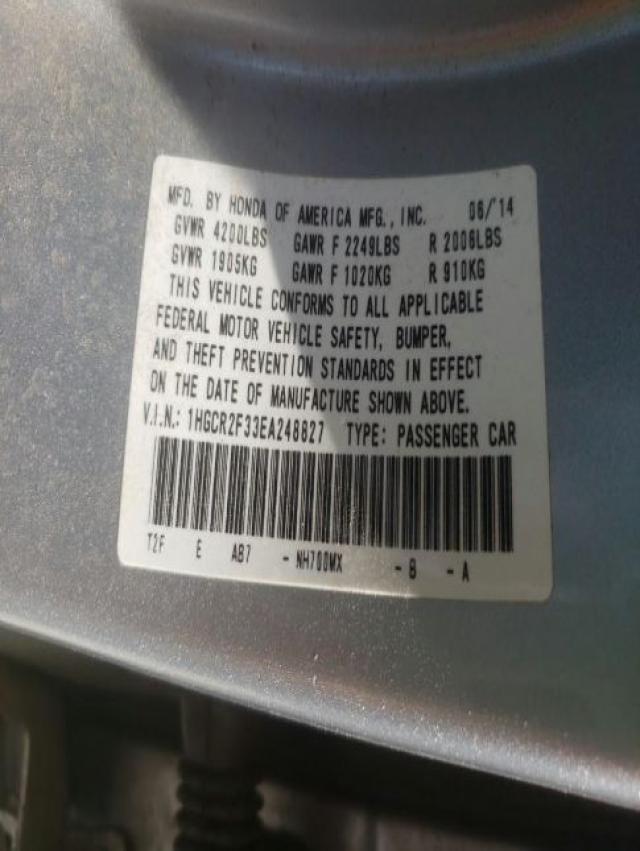 MFD. BY HONDA OF AMERICA MFG., INC. 06/'14
GVWR 4200LBS GAWR F 2249LBS R 2006LBS
GVWR 1905KG GAWR F 1020KG R 910KG
THIS VEHICLE CONFORMS TO ALL APPLICABLE
FEDERAL MOTOR VEHICLE SAFETY, BUMPER,
AND THEFT PREVENTION STANDARDS IN EFFECT
ON THE DATE OF MANUFACTURE SHOWN ABOVE.
V.I.N.: 1HGCR2F33EA248827 TYPE: PASSENGER CAR
T2F E AB7 - NH700MX - B - A